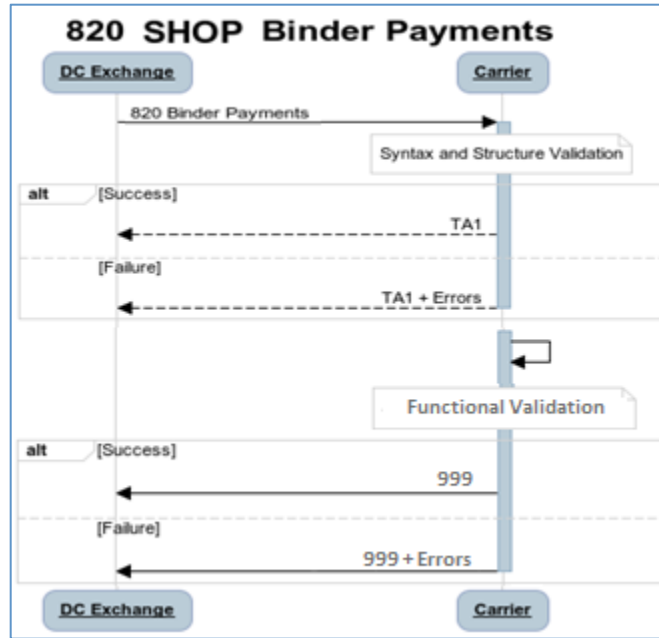 820 SHOP Binder Payments
DC Exchange
Carrier
820 Binder Payments
Syntax and Structure Validation
alt
[Success]
TA1
[Failure]
TA1 + Errors
Functional Validation
alt
[Success]
999
[Failure]
999 + Errors
DC Exchange
Carrier